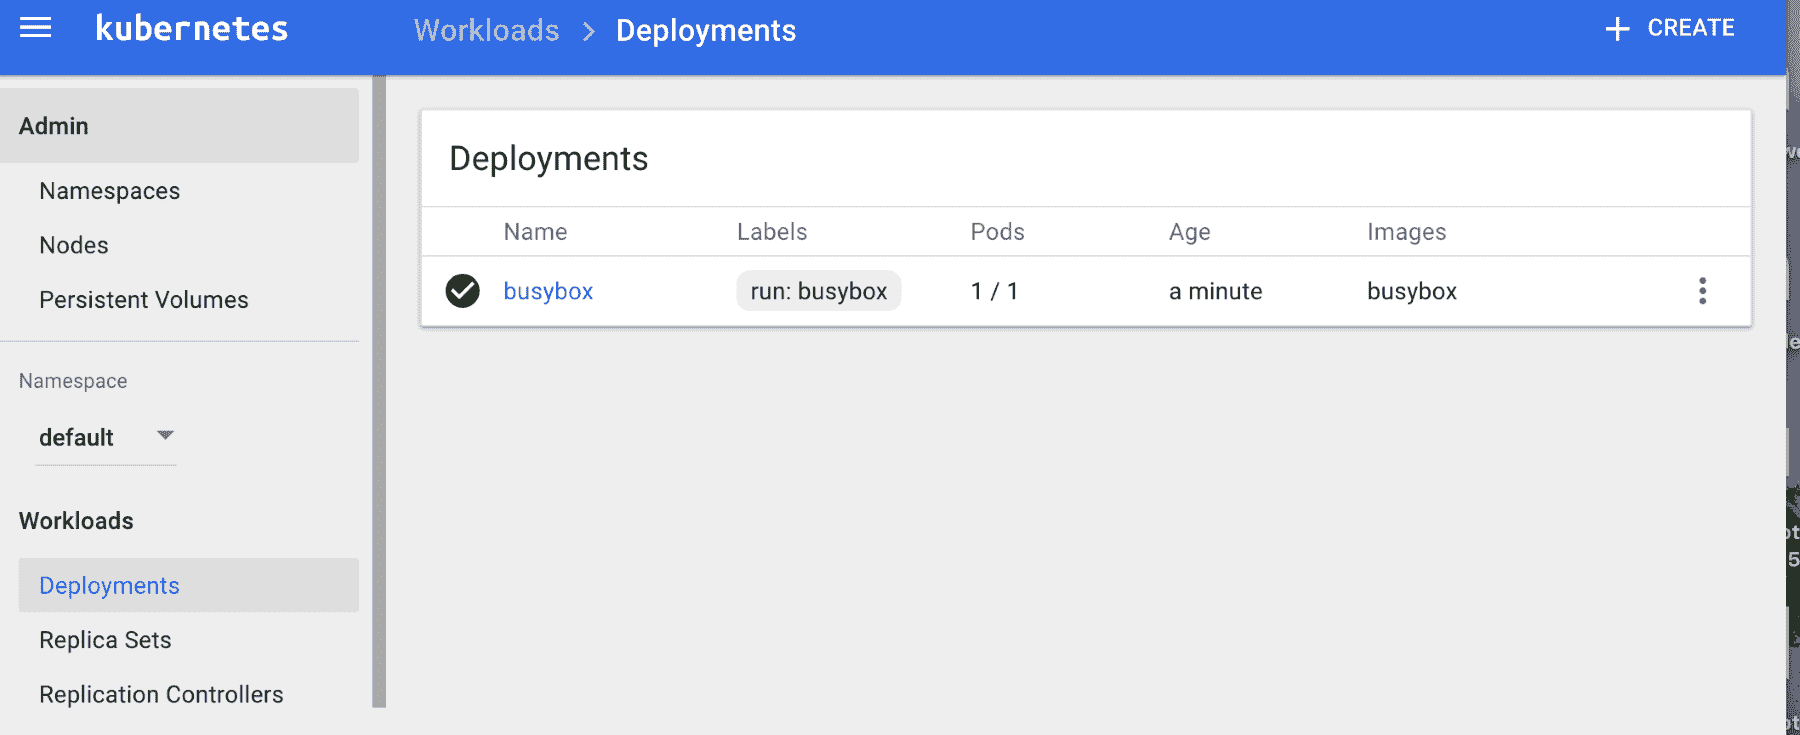 kubernetes
Workloads > Deployments
+ CREATE
Admin
Namespaces
Nodes
Persistent Volumes
Namespace
default
Workloads
Deployments
Replica Sets
Replication Controllers
Deployments
Name Labels Pods Age Images
busybox run: busybox 1 / 1 a minute busybox